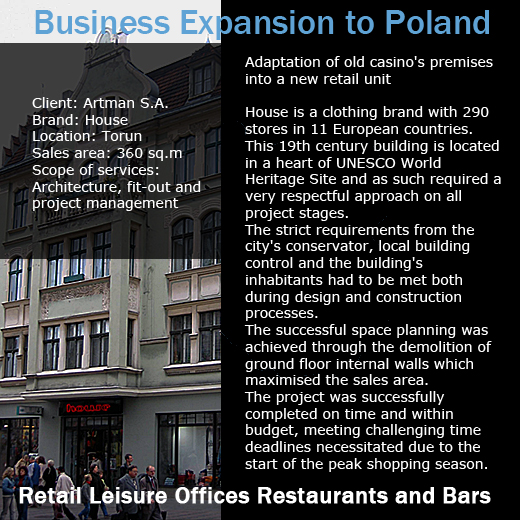 Business Expansion to Poland
Client: Artman S.A.
Brand: House
Location: Torun
Sales area: 360 sq.m
Scope of services:
Architecture, fit-out and
project management
Adaptation of old casino's premises
into a new retail unit
House is a clothing brand with 290
stores in 11 European countries.
This 19th century building is located
in a heart of UNESCO World
Heritage Site and as such required a
very respectful approach on all
project stages.
The strict requirements from the
city's conservator, local building
control and the building's
inhabitants had to be met both
during design and construction
processes.
The successful space planning was
achieved through the demolition of
ground floor internal walls which
maximised the sales area.
The project was successfully
completed on time and within
budget, meeting challenging time
deadlines necessitated due to the
start of the peak shopping season.
house
Retail Leisure Offices Restaurants and Bars